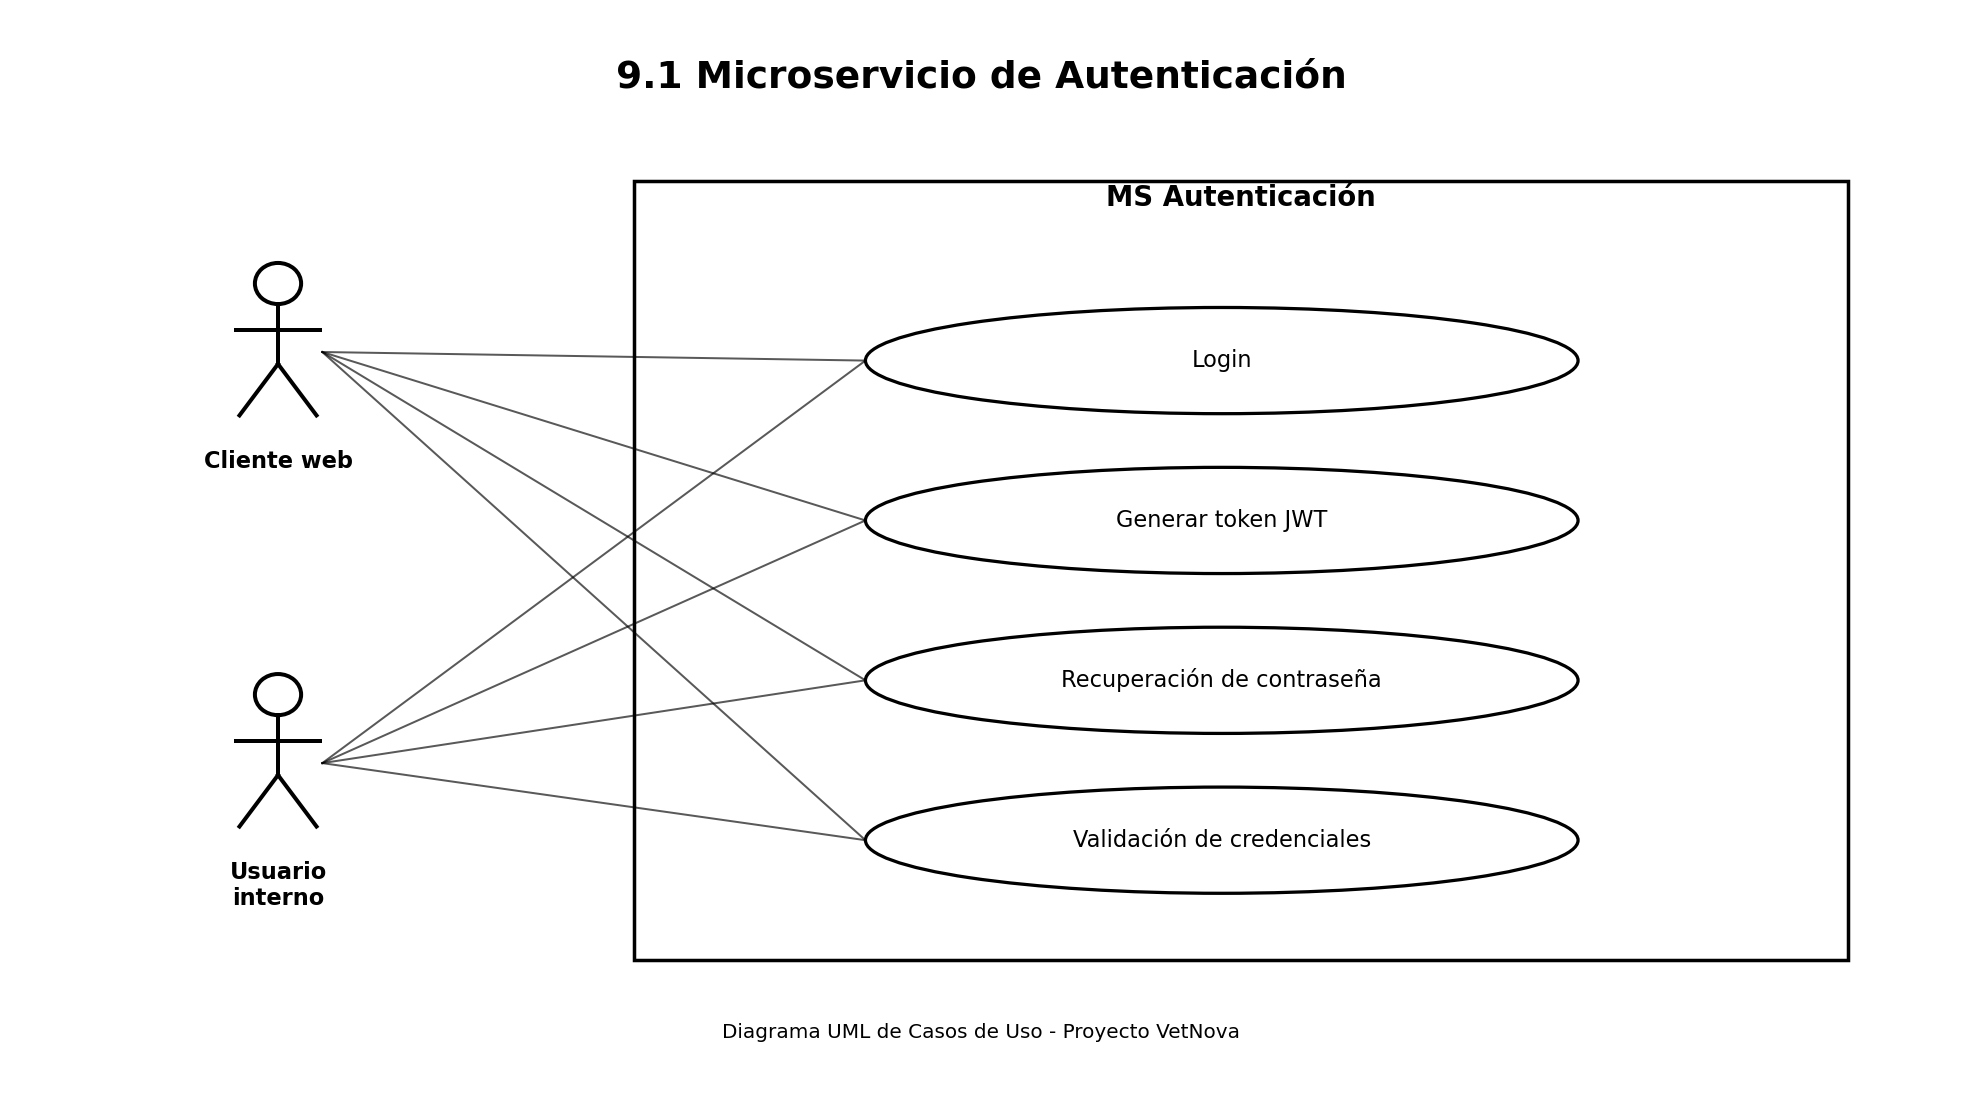 9.1 Microservicio de Autenticación
MS Autenticación
Login
Generar token JWT
Recuperación de contraseña
Validación de credenciales
Cliente web
Usuario
interno
Diagrama UML de Casos de Uso - Proyecto VetNova